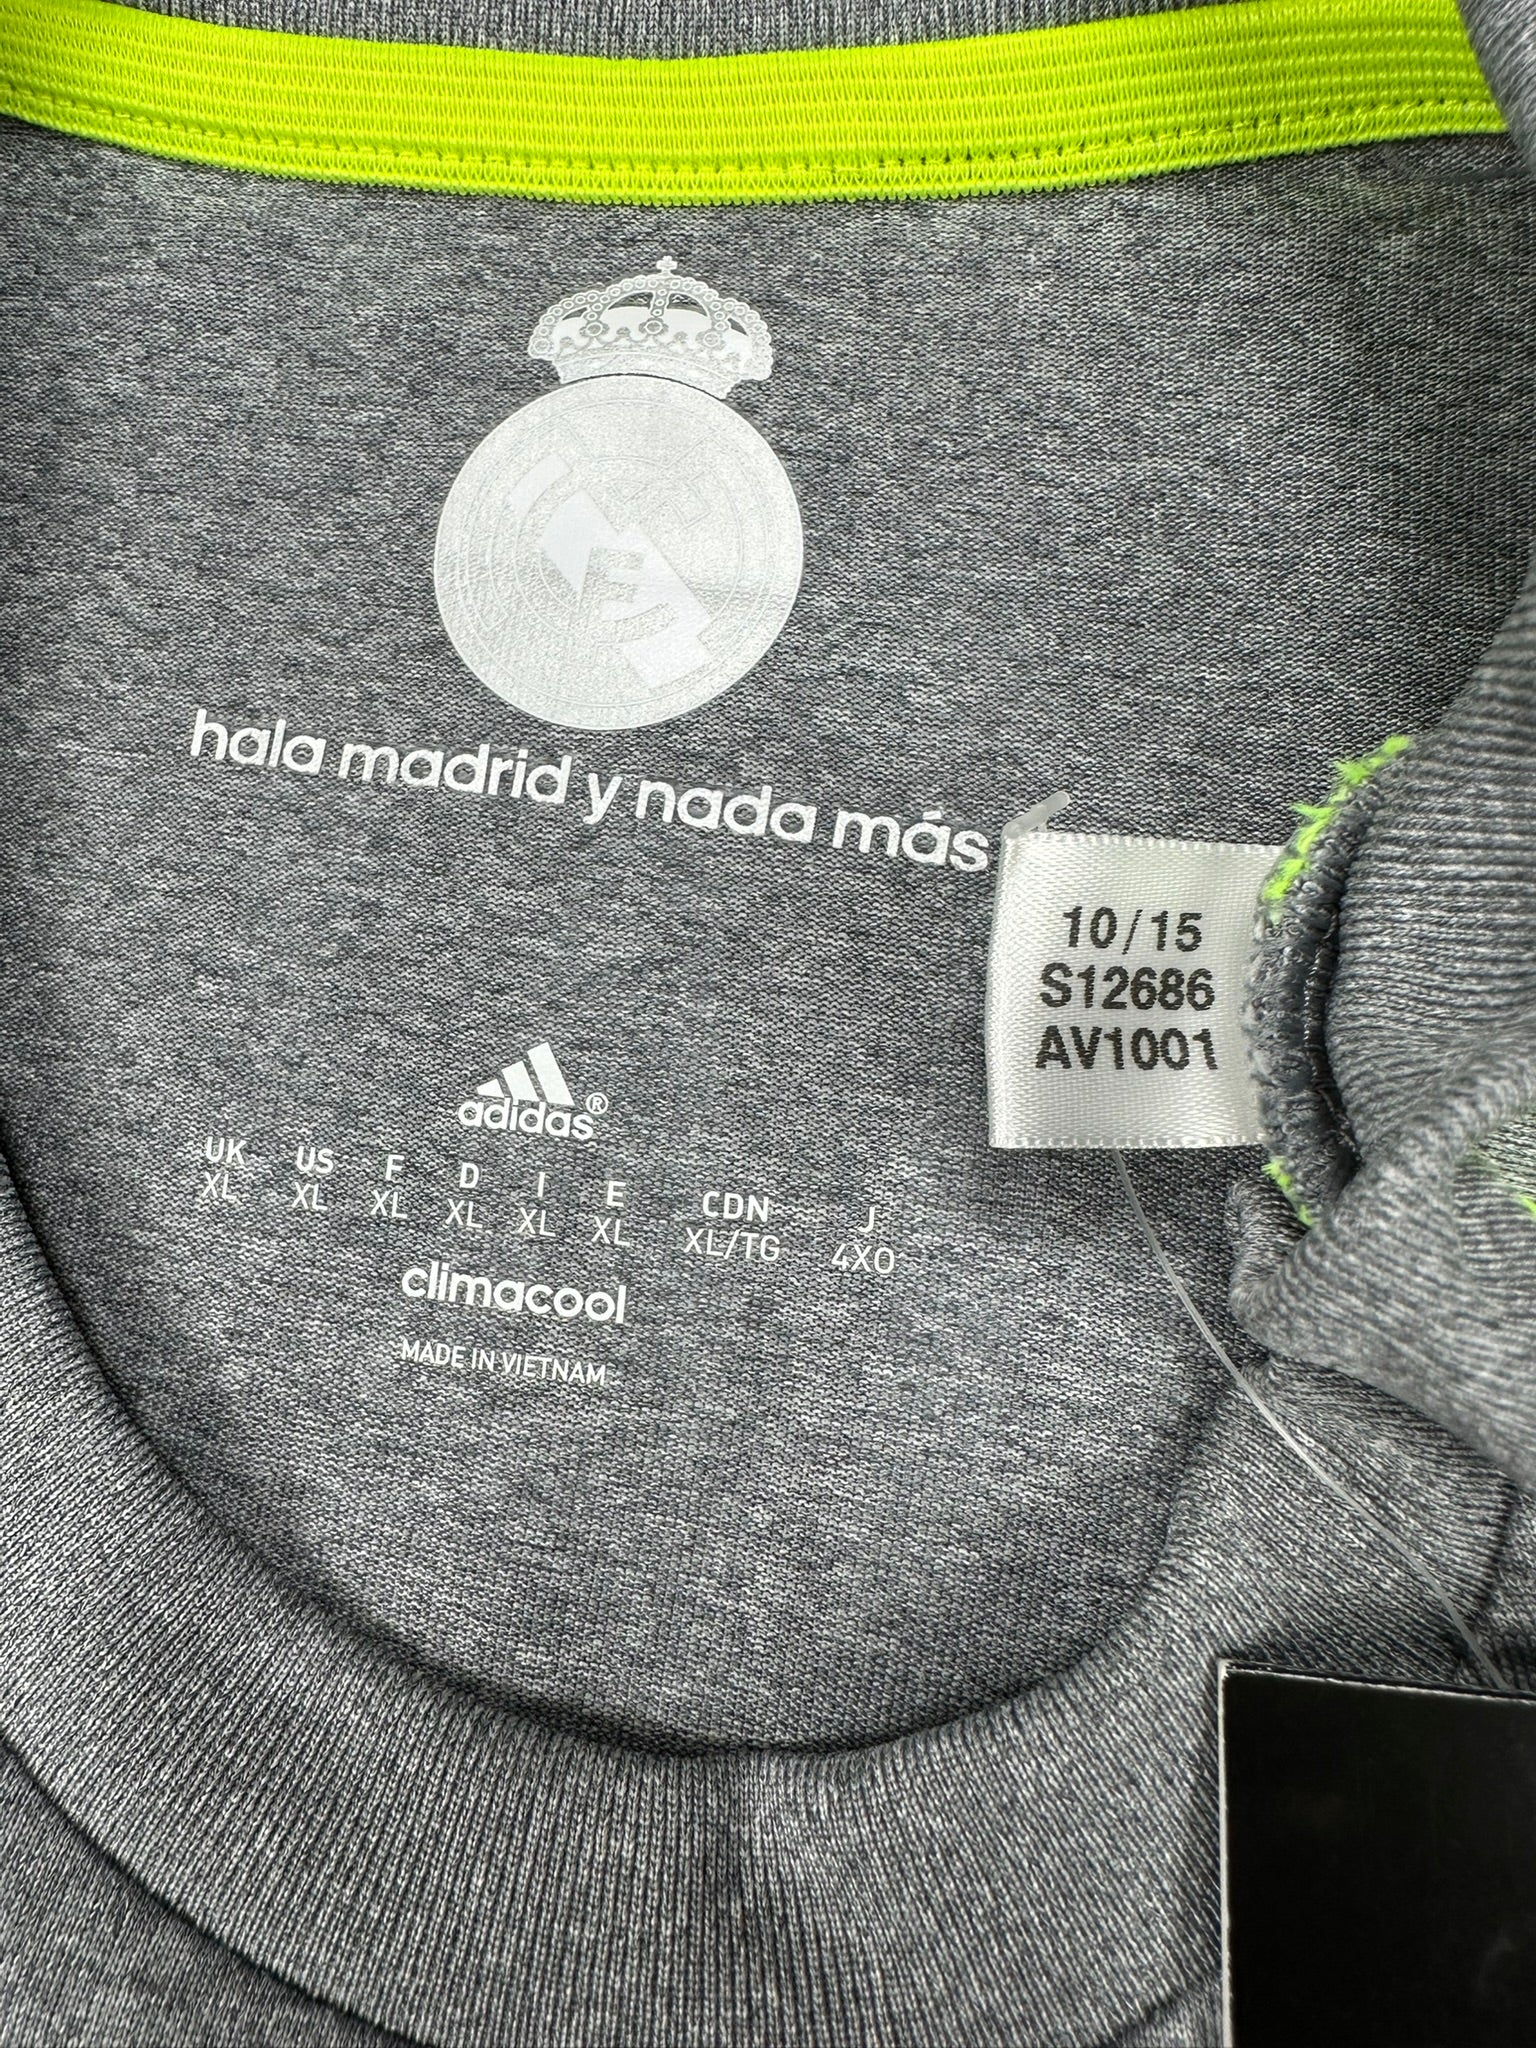 hala madrid y nada más
10/15
S12686
AV1001
adidas®
UK US F D I E CDN J
XL XL XL XL XL XL XL/TG 4XO
climacool
MADE IN VIETNAM